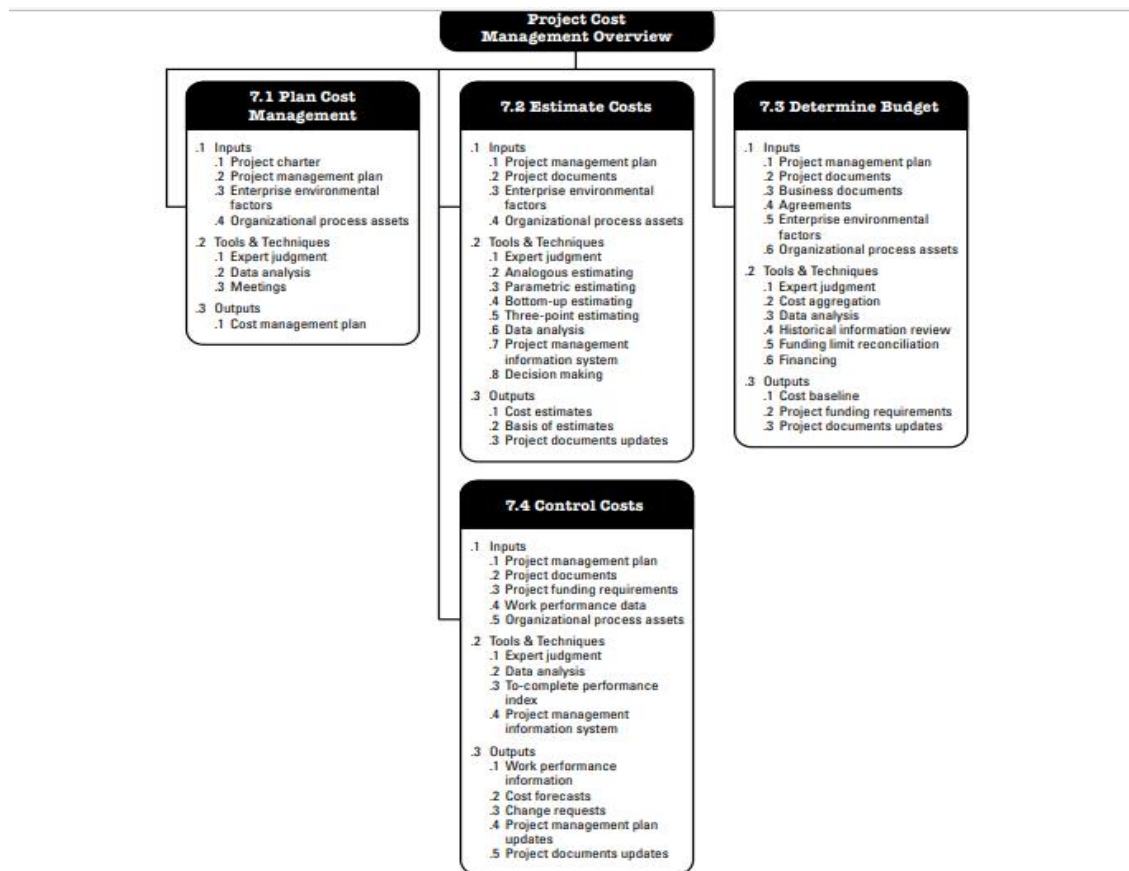 Project Cost
Management Overview
7.1 Plan Cost
Management
.1 Inputs
.1 Project charter
.2 Project management plan
.3 Enterprise environmental
factors
.4 Organizational process assets
.2 Tools & Techniques
.1 Expert judgment
.2 Data analysis
.3 Meetings
.3 Outputs
.1 Cost management plan
7.2 Estimate Costs
.1 Inputs
.1 Project management plan
.2 Project documents
.3 Enterprise environmental
factors
.4 Organizational process assets
.2 Tools & Techniques
.1 Expert judgment
.2 Analogous estimating
.3 Parametric estimating
.4 Bottom-up estimating
.5 Three-point estimating
.6 Data analysis
.7 Project management
information system
.8 Decision making
.3 Outputs
.1 Cost estimates
.2 Basis of estimates
.3 Project documents updates
7.3 Determine Budget
.1 Inputs
.1 Project management plan
.2 Project documents
.3 Business documents
.4 Agreements
.5 Enterprise environmental
factors
.6 Organizational process assets
.2 Tools & Techniques
.1 Expert judgment
.2 Cost aggregation
.3 Data analysis
.4 Historical information review
.5 Funding limit reconciliation
.6 Financing
.3 Outputs
.1 Cost baseline
.2 Project funding requirements
.3 Project documents updates
7.4 Control Costs
.1 Inputs
.1 Project management plan
.2 Project documents
.3 Project funding requirements
.4 Work performance data
.5 Organizational process assets
.2 Tools & Techniques
.1 Expert judgment
.2 Data analysis
.3 To-complete performance
index
.4 Project management
information system
.3 Outputs
.1 Work performance
information
.2 Cost forecasts
.3 Change requests
.4 Project management plan
updates
.5 Project documents updates